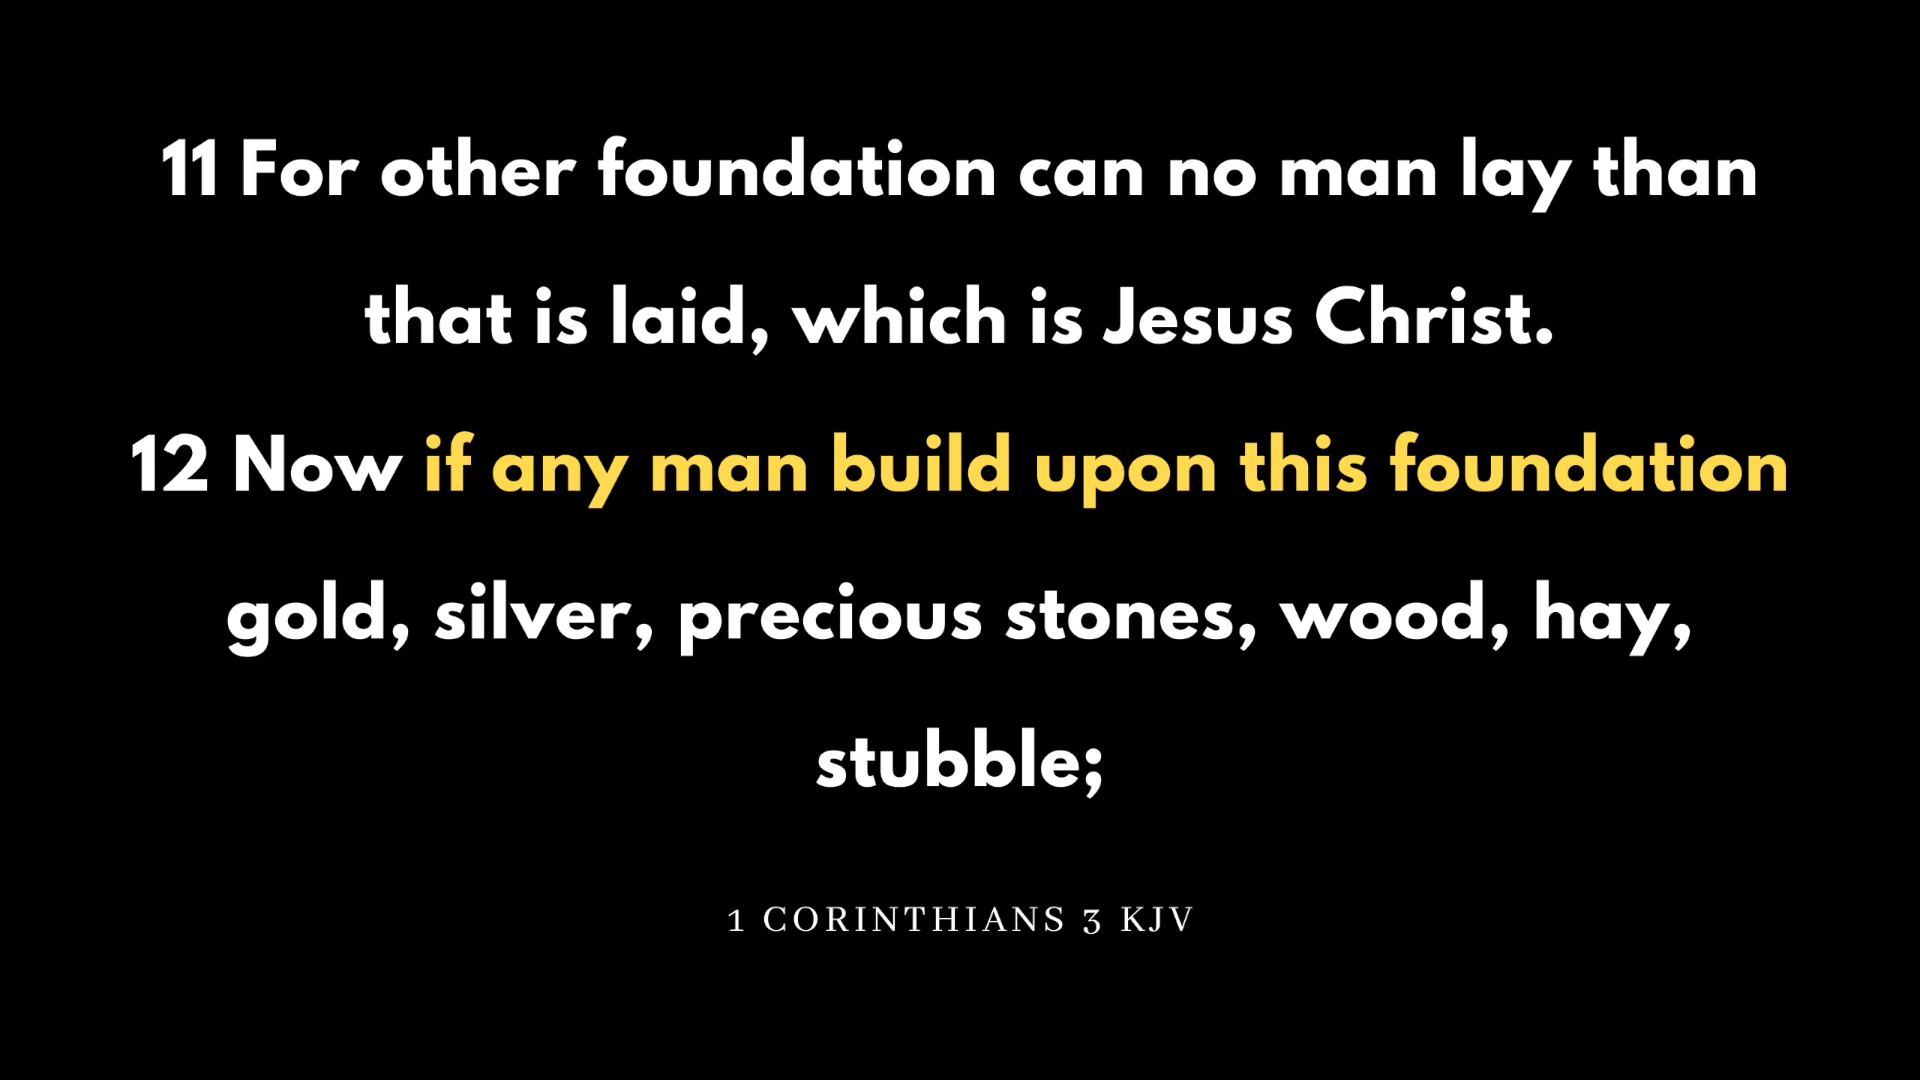 11 For other foundation can no man lay than
that is laid, which is Jesus Christ.
12 Now if any man build upon this foundation
gold, silver, precious stones, wood, hay,
stubble;
1 CORINTHIANS 3 KJV